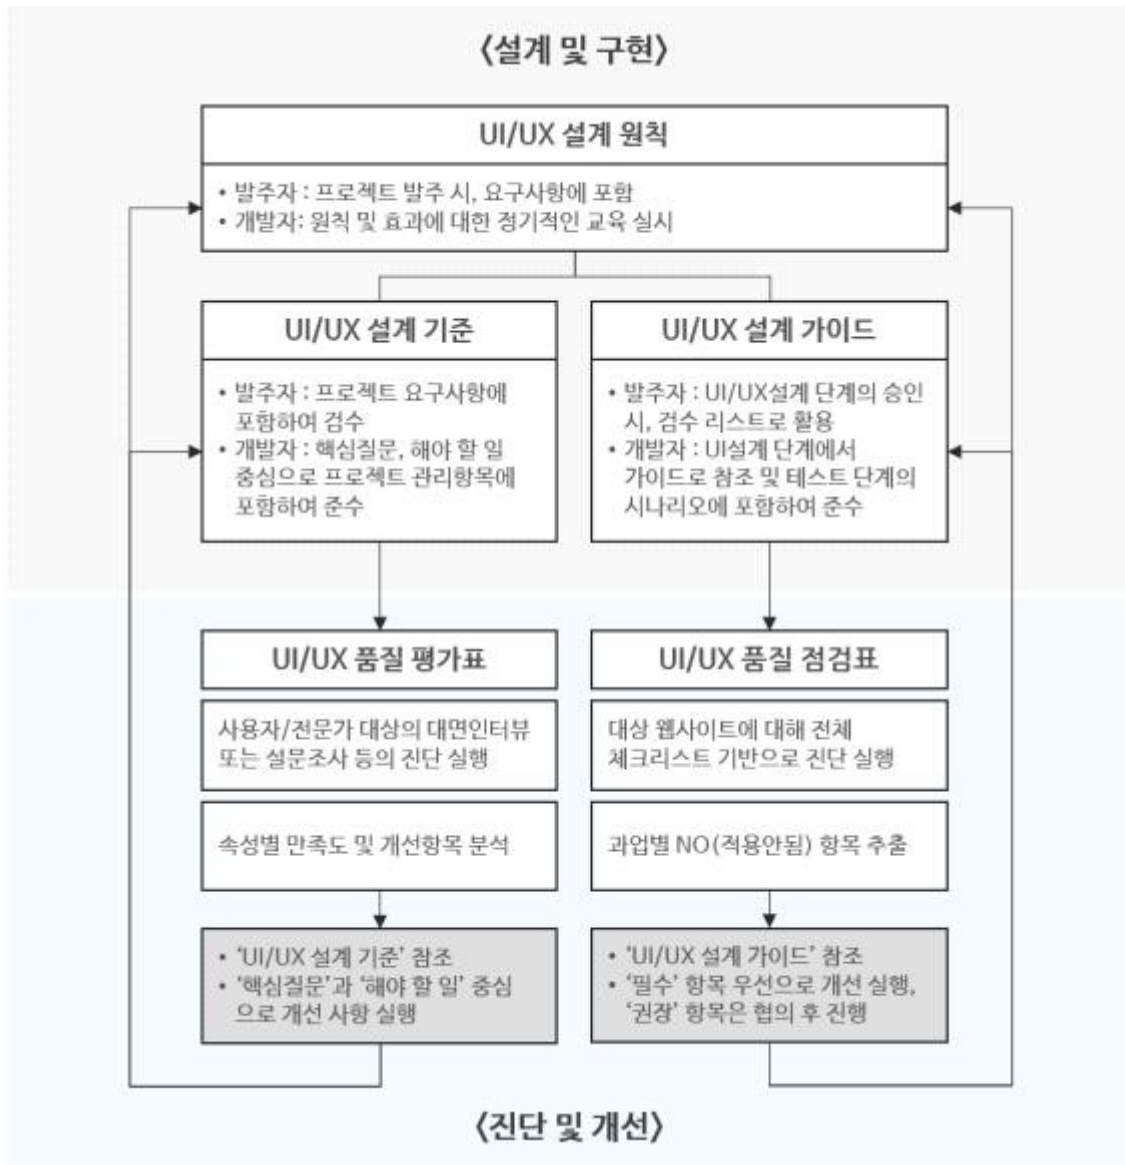 〈설계 및 구현〉
UI/UX 설계 원칙
• 발주자 : 프로젝트 발주 시, 요구사항에 포함
• 개발자: 원칙 및 효과에 대한 정기적인 교육 실시
UI/UX 설계 기준
• 발주자 : 프로젝트 요구사항에
포함하여 검수
• 개발자 : 핵심질문, 해야 할 일
중심으로 프로젝트 관리항목에
포함하여 준수
UI/UX 설계 가이드
• 발주자 : UI/UX설계 단계의 승인
시, 검수 리스트로 활용
• 개발자 : UI설계 단계에서
가이드로 참조 및 테스트 단계의
시나리오에 포함하여 준수
UI/UX 품질 평가표
사용자/전문가 대상의 대면인터뷰
또는 설문조사 등의 진단 실행
속성별 만족도 및 개선항목 분석
• ‘UI/UX 설계 기준’ 참조
• ‘핵심질문’과 ‘해야 할 일’ 중심
으로 개선 사항 실행
UI/UX 품질 점검표
대상 웹사이트에 대해 전체
체크리스트 기반으로 진단 실행
과업별 NO(적용안됨) 항목 추출
• ‘UI/UX 설계 가이드’ 참조
• ‘필수’ 항목 우선으로 개선 실행,
‘권장’ 항목은 협의 후 진행
〈진단 및 개선〉